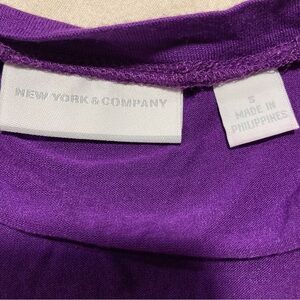 NEW YORK & COMPANY
S
MADE IN
PHILIPPINES